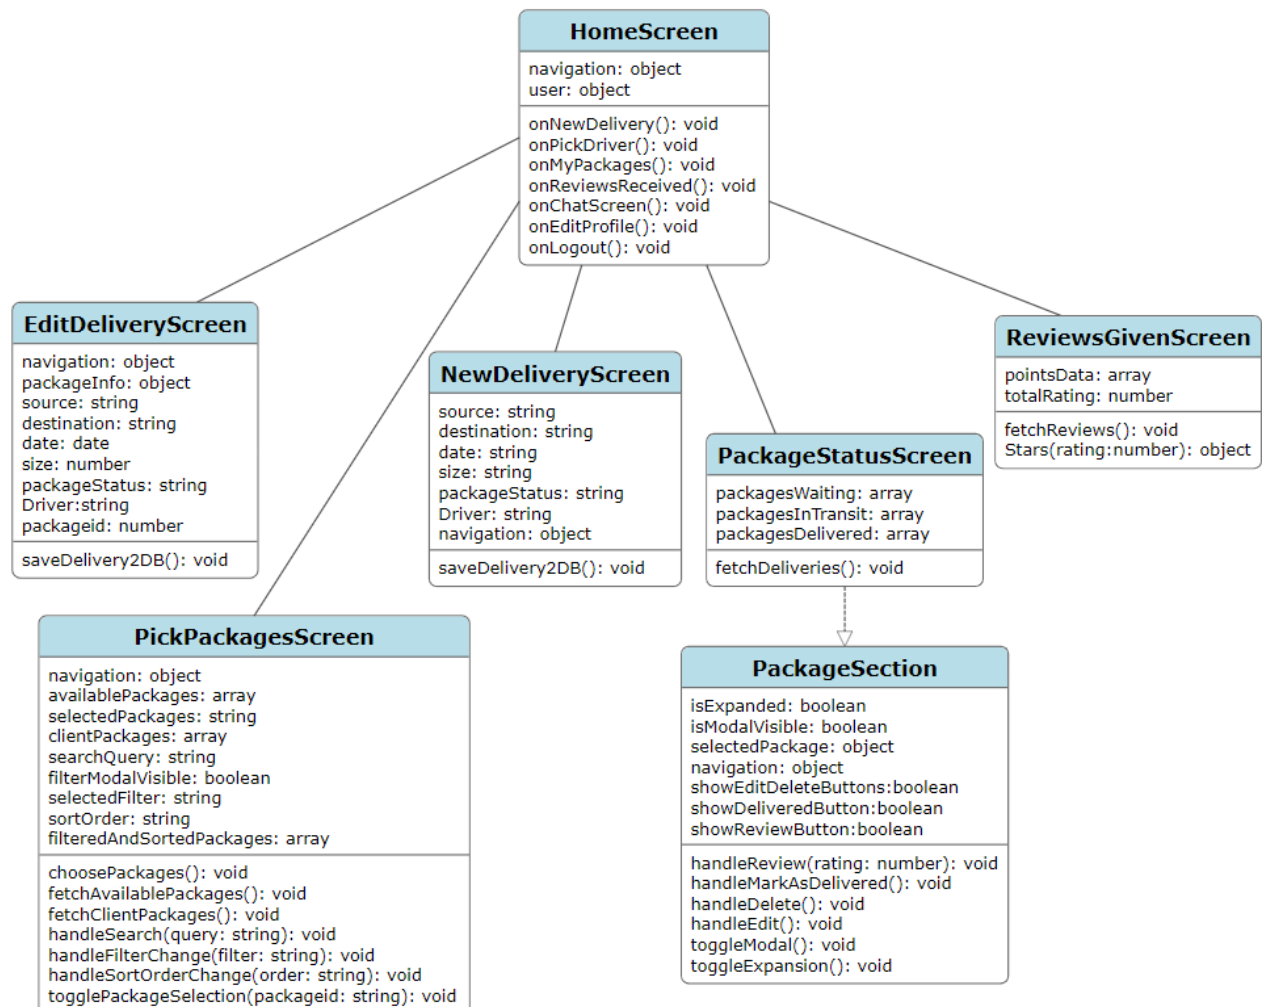 HomeScreen
navigation: object
user: object
onNewDelivery(): void
onPickDriver(): void
onMyPackages(): void
onReviewsReceived(): void
onChatScreen(): void
onEditProfile(): void
onLogout(): void
EditDeliveryScreen
navigation: object
packageInfo: object
source: string
destination: string
date: date
size: number
packageStatus: string
Driver:string
packageid: number
saveDelivery2DB(): void
NewDeliveryScreen
source: string
destination: string
date: string
size: string
packageStatus: string
Driver: string
navigation: object
saveDelivery2DB(): void
PackageStatusScreen
packagesWaiting: array
packagesInTransit: array
packagesDelivered: array
fetchDeliveries(): void
ReviewsGivenScreen
pointsData: array
totalRating: number
fetchReviews(): void
Stars(rating:number): object
PickPackagesScreen
navigation: object
availablePackages: array
selectedPackages: string
clientPackages: array
searchQuery: string
filterModalVisible: boolean
selectedFilter: string
sortOrder: string
filteredAndSortedPackages: array
choosePackages(): void
fetchAvailablePackages(): void
fetchClientPackages(): void
handleSearch(query: string): void
handleFilterChange(filter: string): void
handleSortOrderChange(order: string): void
togglePackageSelection(packageid: string): void
PackageSection
isExpanded: boolean
isModalVisible: boolean
selectedPackage: object
navigation: object
showEditDeleteButtons:boolean
showDeliveredButton:boolean
showReviewButton:boolean
handleReview(rating: number): void
handleMarkAsDelivered(): void
handleDelete(): void
handleEdit(): void
toggleModal(): void
toggleExpansion(): void